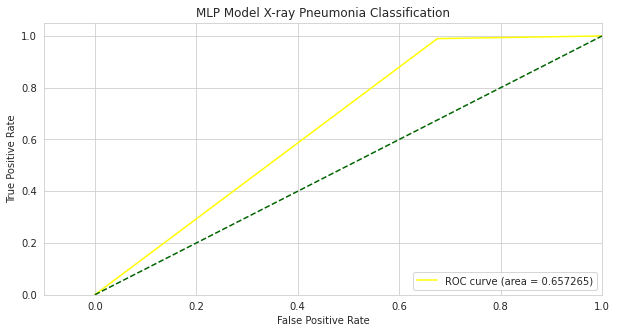 MLP Model X-ray Pneumonia Classification
1.0
0.8
0.6
0.4
0.2
0.0
True Positive Rate
0.0 0.2 0.4 0.6 0.8 1.0
False Positive Rate
ROC curve (area = 0.657265)